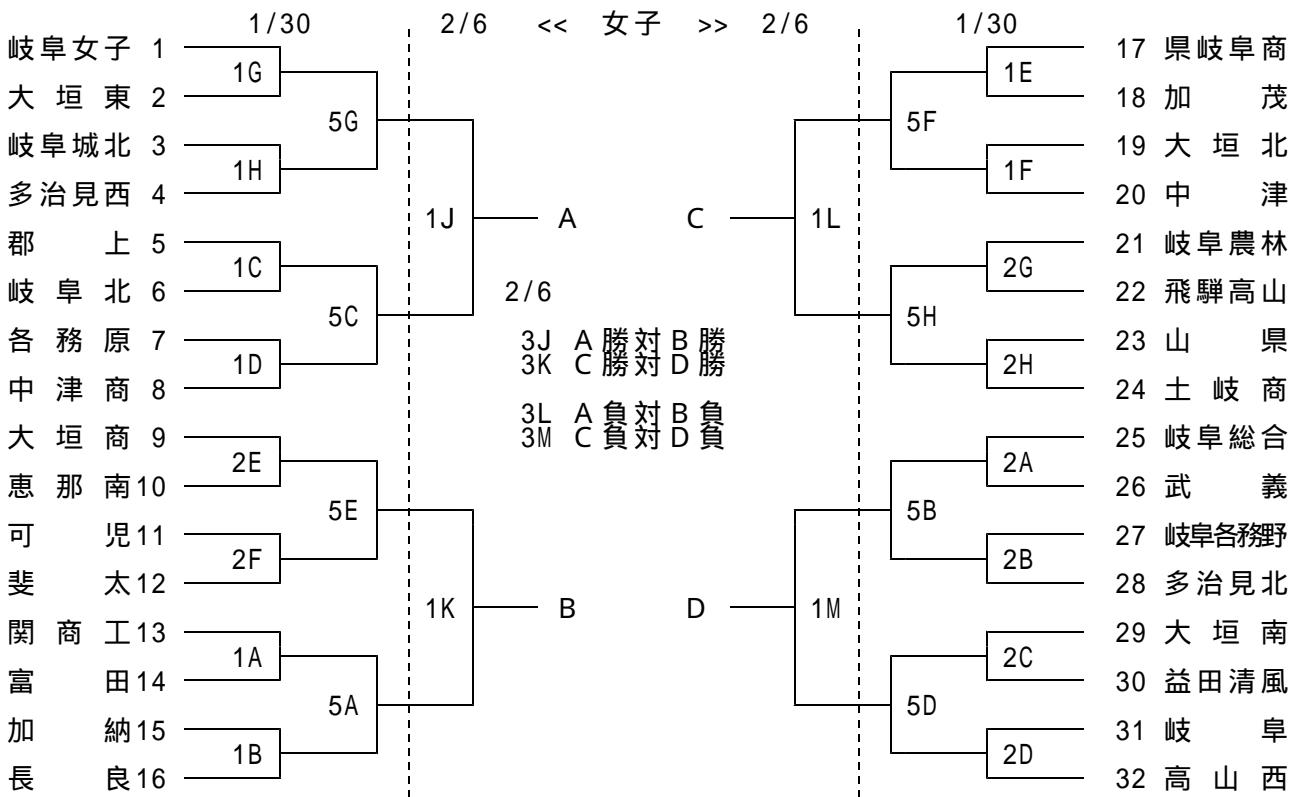 1/30 2/6 << 女子 >> 2/6 1/30
岐阜女子 1 17 県岐阜商
1G 1E
大垣東 2 18 加茂
5G 5F
岐阜城北 3 19 大垣北
1H 1F
多治見西 4 20 中津
1J A C 1L
郡上 5 21 岐阜農林
1C 2G
岐阜北 6 2/6 22 飛騨高山
5C 5H
各務原 7 3J A勝対B勝 23 山県
1D 3K C勝対D勝 2H
中津商 8 24 土岐商
3L A負対B負
大垣商 9 3M C負対D負 25 岐阜総合
2E 2A
恵那南 10 26 武義
5E 5B
可児 11 27 岐阜各務野
2F 2B
斐太 12 28 多治見北
1K B D 1M
関商工 13 29 大垣南
1A 2C
富田 14 30 益田清風
5A 5D
加納 15 31 岐阜
1B 2D
長良 16 32 高山西